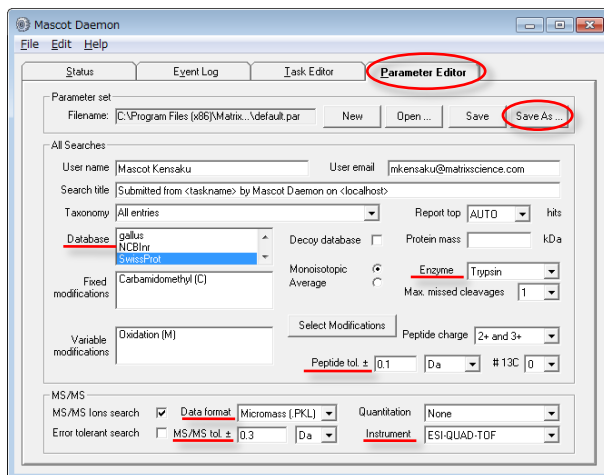 Mascot Daemon
File Edit Help
Status Event Log Task Editor Parameter Editor
Parameter set
Filename: C:\Program Files (x86)\Matrix...\default.par New Open ... Save Save As ...
All Searches
User name Mascot Kensaku User email mkensaku@matrixscience.com
Search title Submitted from <taskname> by Mascot Daemon on <localhost>
Taxonomy All entries Report top AUTO hits
Database gallus NCBInr SwissProt Decoy database Protein mass kDa
Fixed modifications Carbamidomethyl (C) Monoisotopic Average Enzyme Trypsin
Max. missed cleavages 1
Variable modifications Oxidation (M) Select Modifications Peptide charge 2+ and 3+
Peptide tol. ± 0.1 Da # 13C 0
MS/MS
MS/MS Ions search Data format Micromass (.PKL) Quantitation None
Error tolerant search MS/MS tol. ± 0.3 Da Instrument ESI-QUAD-TOF